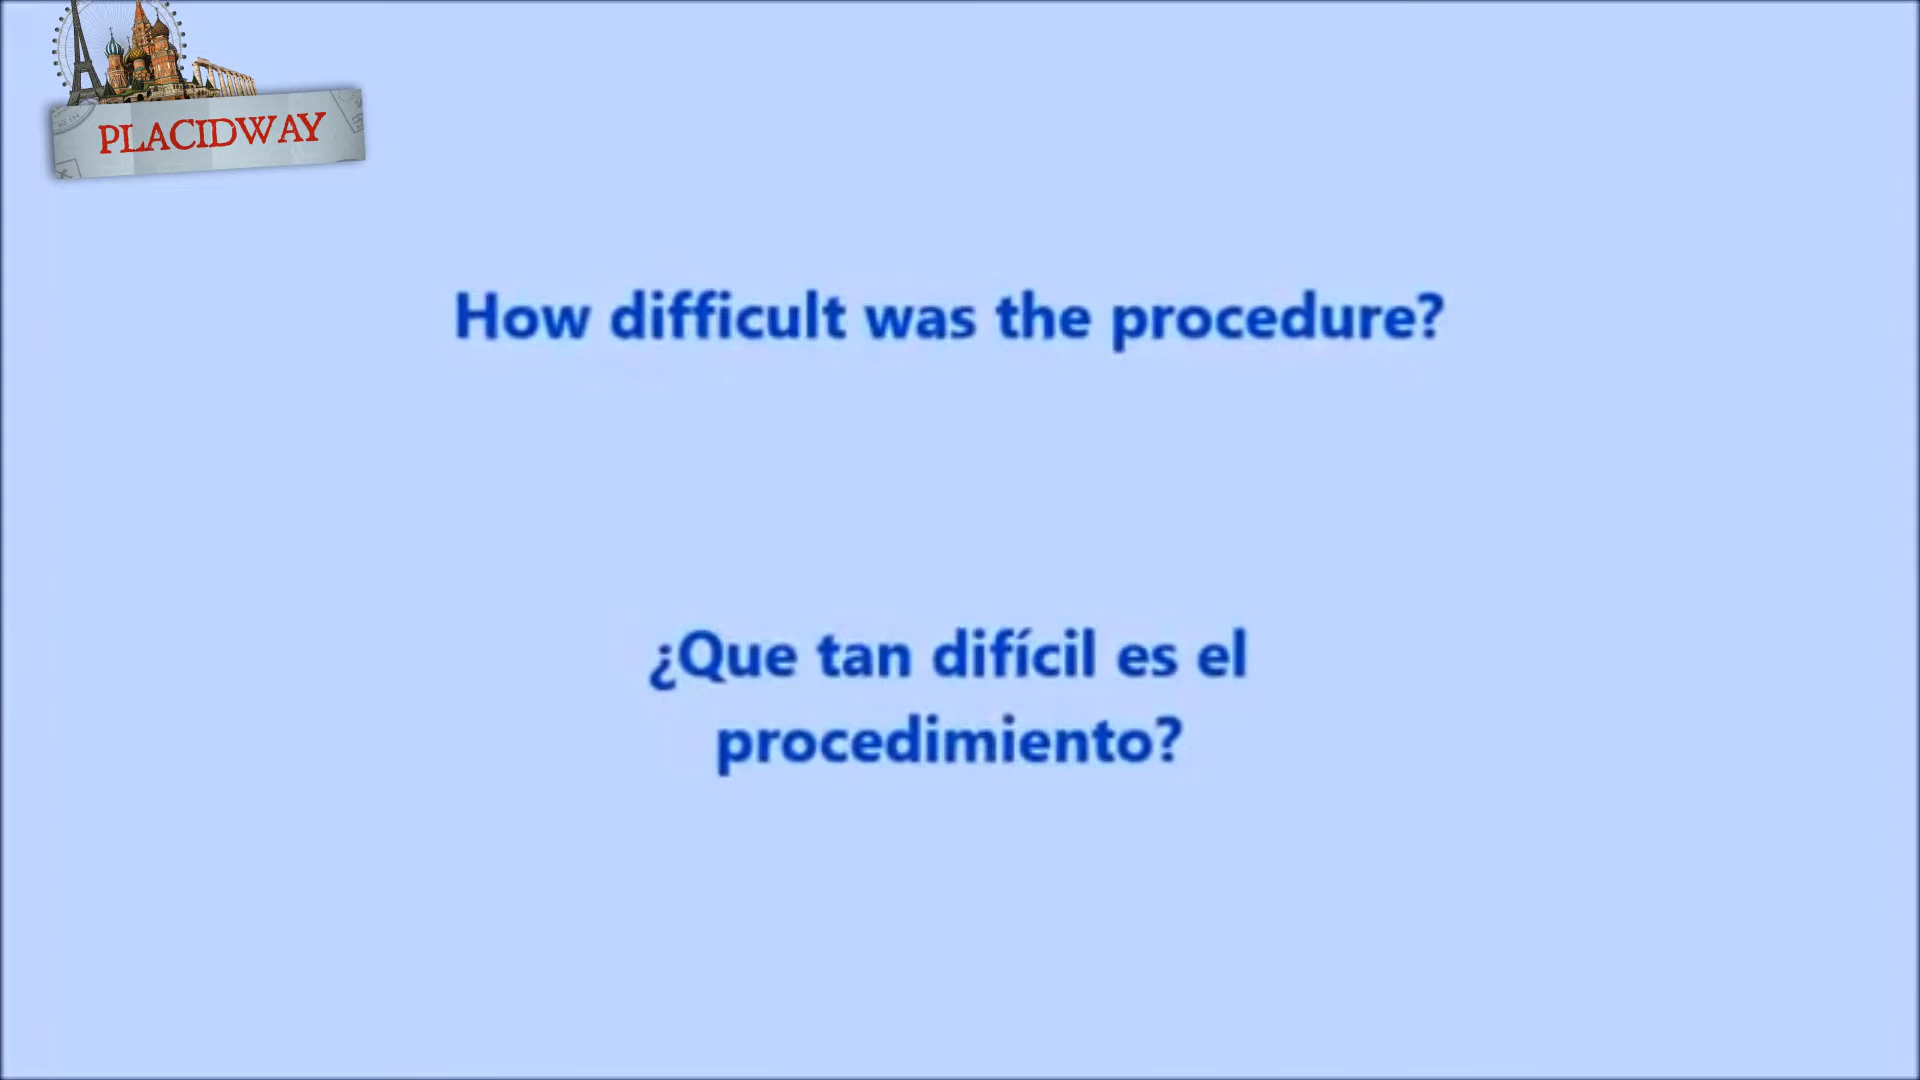 PLACIDWAY
How difficult was the procedure?
¿Que tan difícil es el
procedimiento?